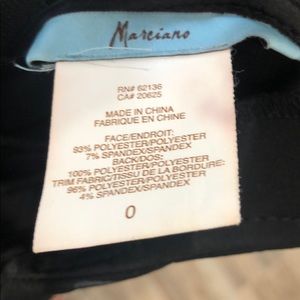 Marciano
RN# 62136
CA# 20625
MADE IN CHINA
FABRIQUE EN CHINE
FACE/ENDROIT:
93% POLYESTER/POLYESTER
7% SPANDEX/SPANDEX
BACK/DOS:
100% POLYESTER/POLYESTER
TRIM FABRIC/TISSU DE LA BORDURE:
96% POLYESTER/POLYESTER
4% SPANDEX/SPANDEX
0